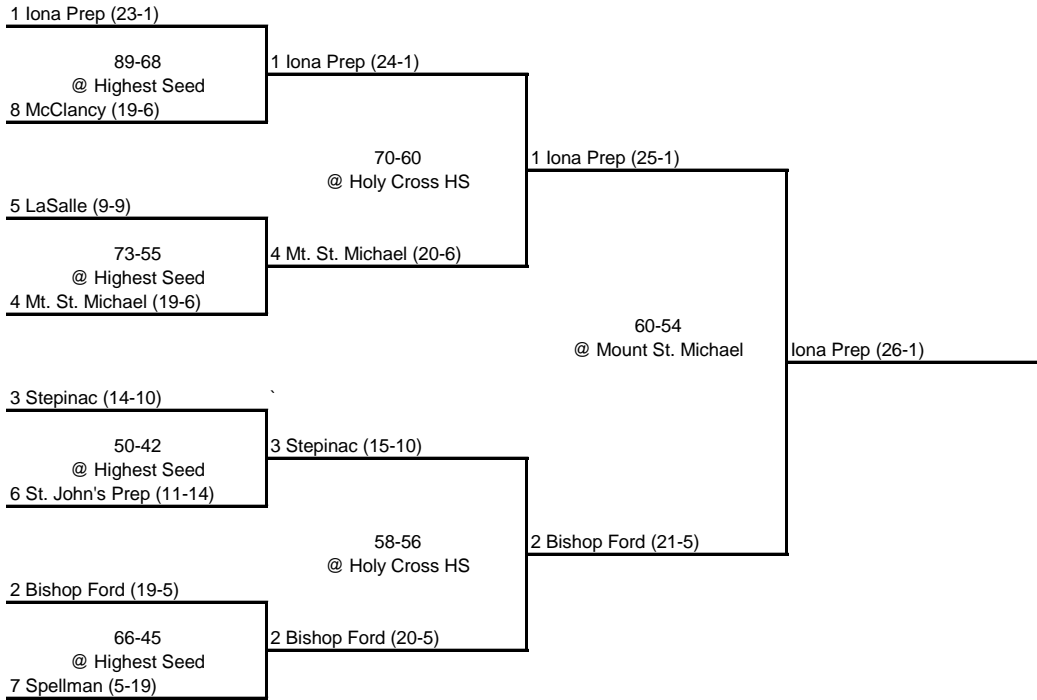 1 Iona Prep (23-1)
89-68
@ Highest Seed
8 McClancy (19-6)
1 Iona Prep (24-1)
70-60
@ Holy Cross HS
1 Iona Prep (25-1)
5 LaSalle (9-9)
73-55
@ Highest Seed
4 Mt. St. Michael (19-6)
4 Mt. St. Michael (20-6)
60-54
@ Mount St. Michael
Iona Prep (26-1)
3 Stepinac (14-10)
`
50-42
@ Highest Seed
6 St. John's Prep (11-14)
3 Stepinac (15-10)
58-56
@ Holy Cross HS
2 Bishop Ford (21-5)
2 Bishop Ford (19-5)
66-45
@ Highest Seed
7 Spellman (5-19)
2 Bishop Ford (20-5)